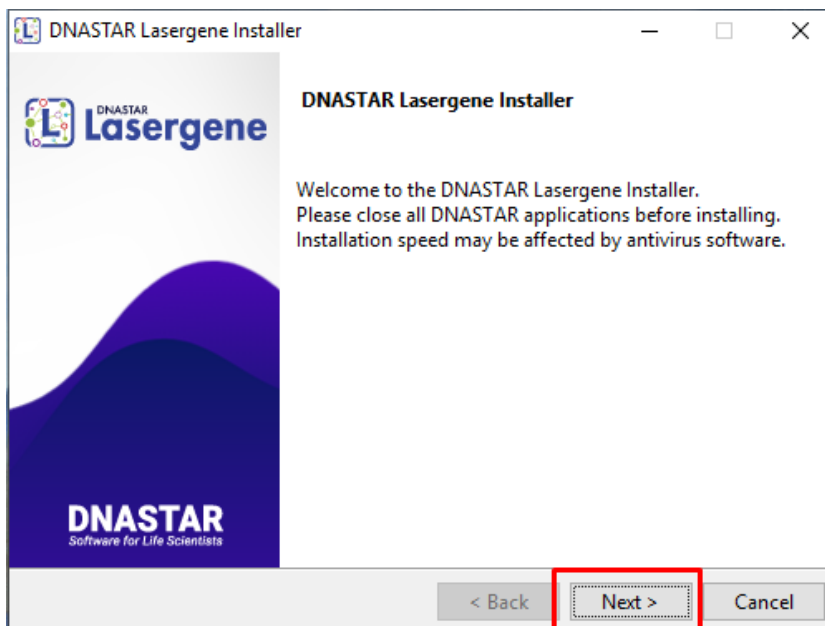 DNASTAR Lasergene Installer
DNASTAR
Lasergene
DNASTAR Lasergene Installer
Welcome to the DNASTAR Lasergene Installer.
Please close all DNASTAR applications before installing.
Installation speed may be affected by antivirus software.
DNASTAR
Software for Life Scientists
< Back
Next >
Cancel